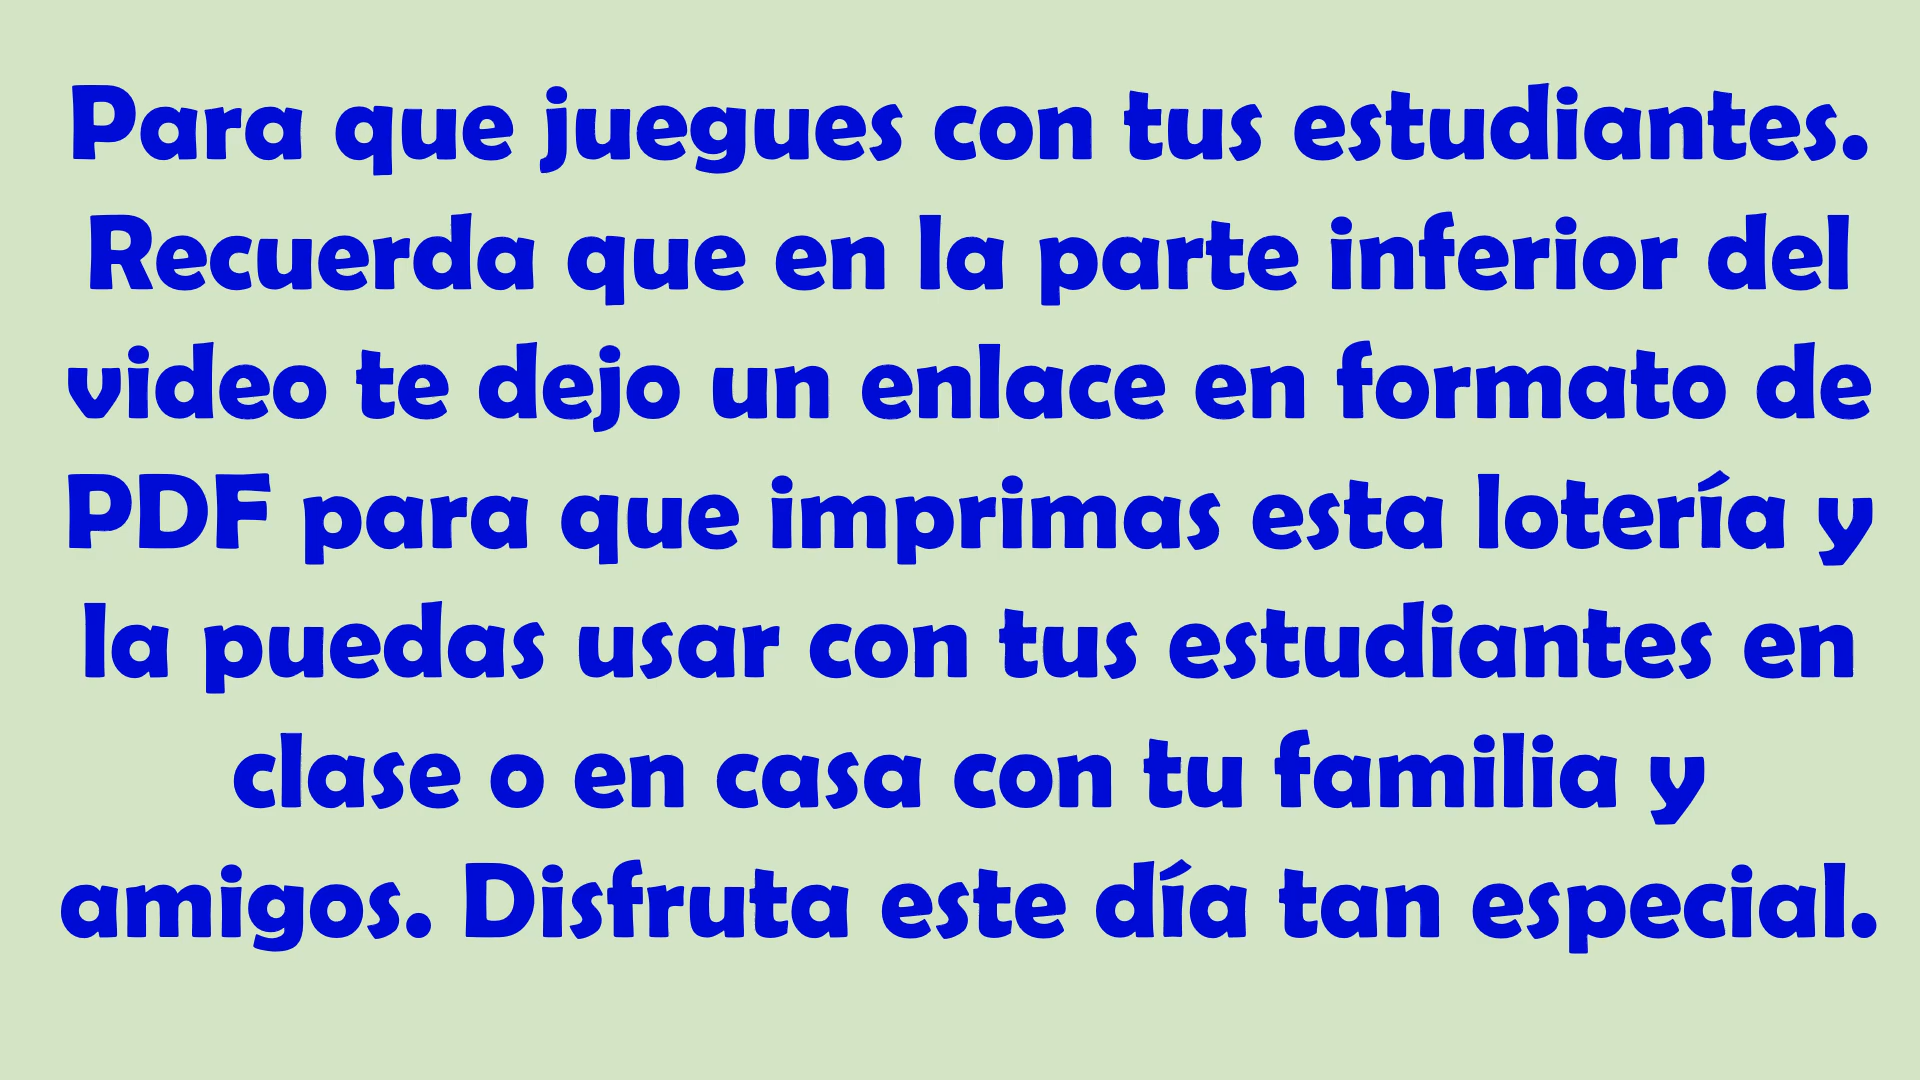 Para que juegues con tus estudiantes.
Recuerda que en la parte inferior del
video te dejo un enlace en formato de
PDF para que imprimas esta lotería y
la puedas usar con tus estudiantes en
clase o en casa con tu familia y
amigos. Disfruta este día tan especial.